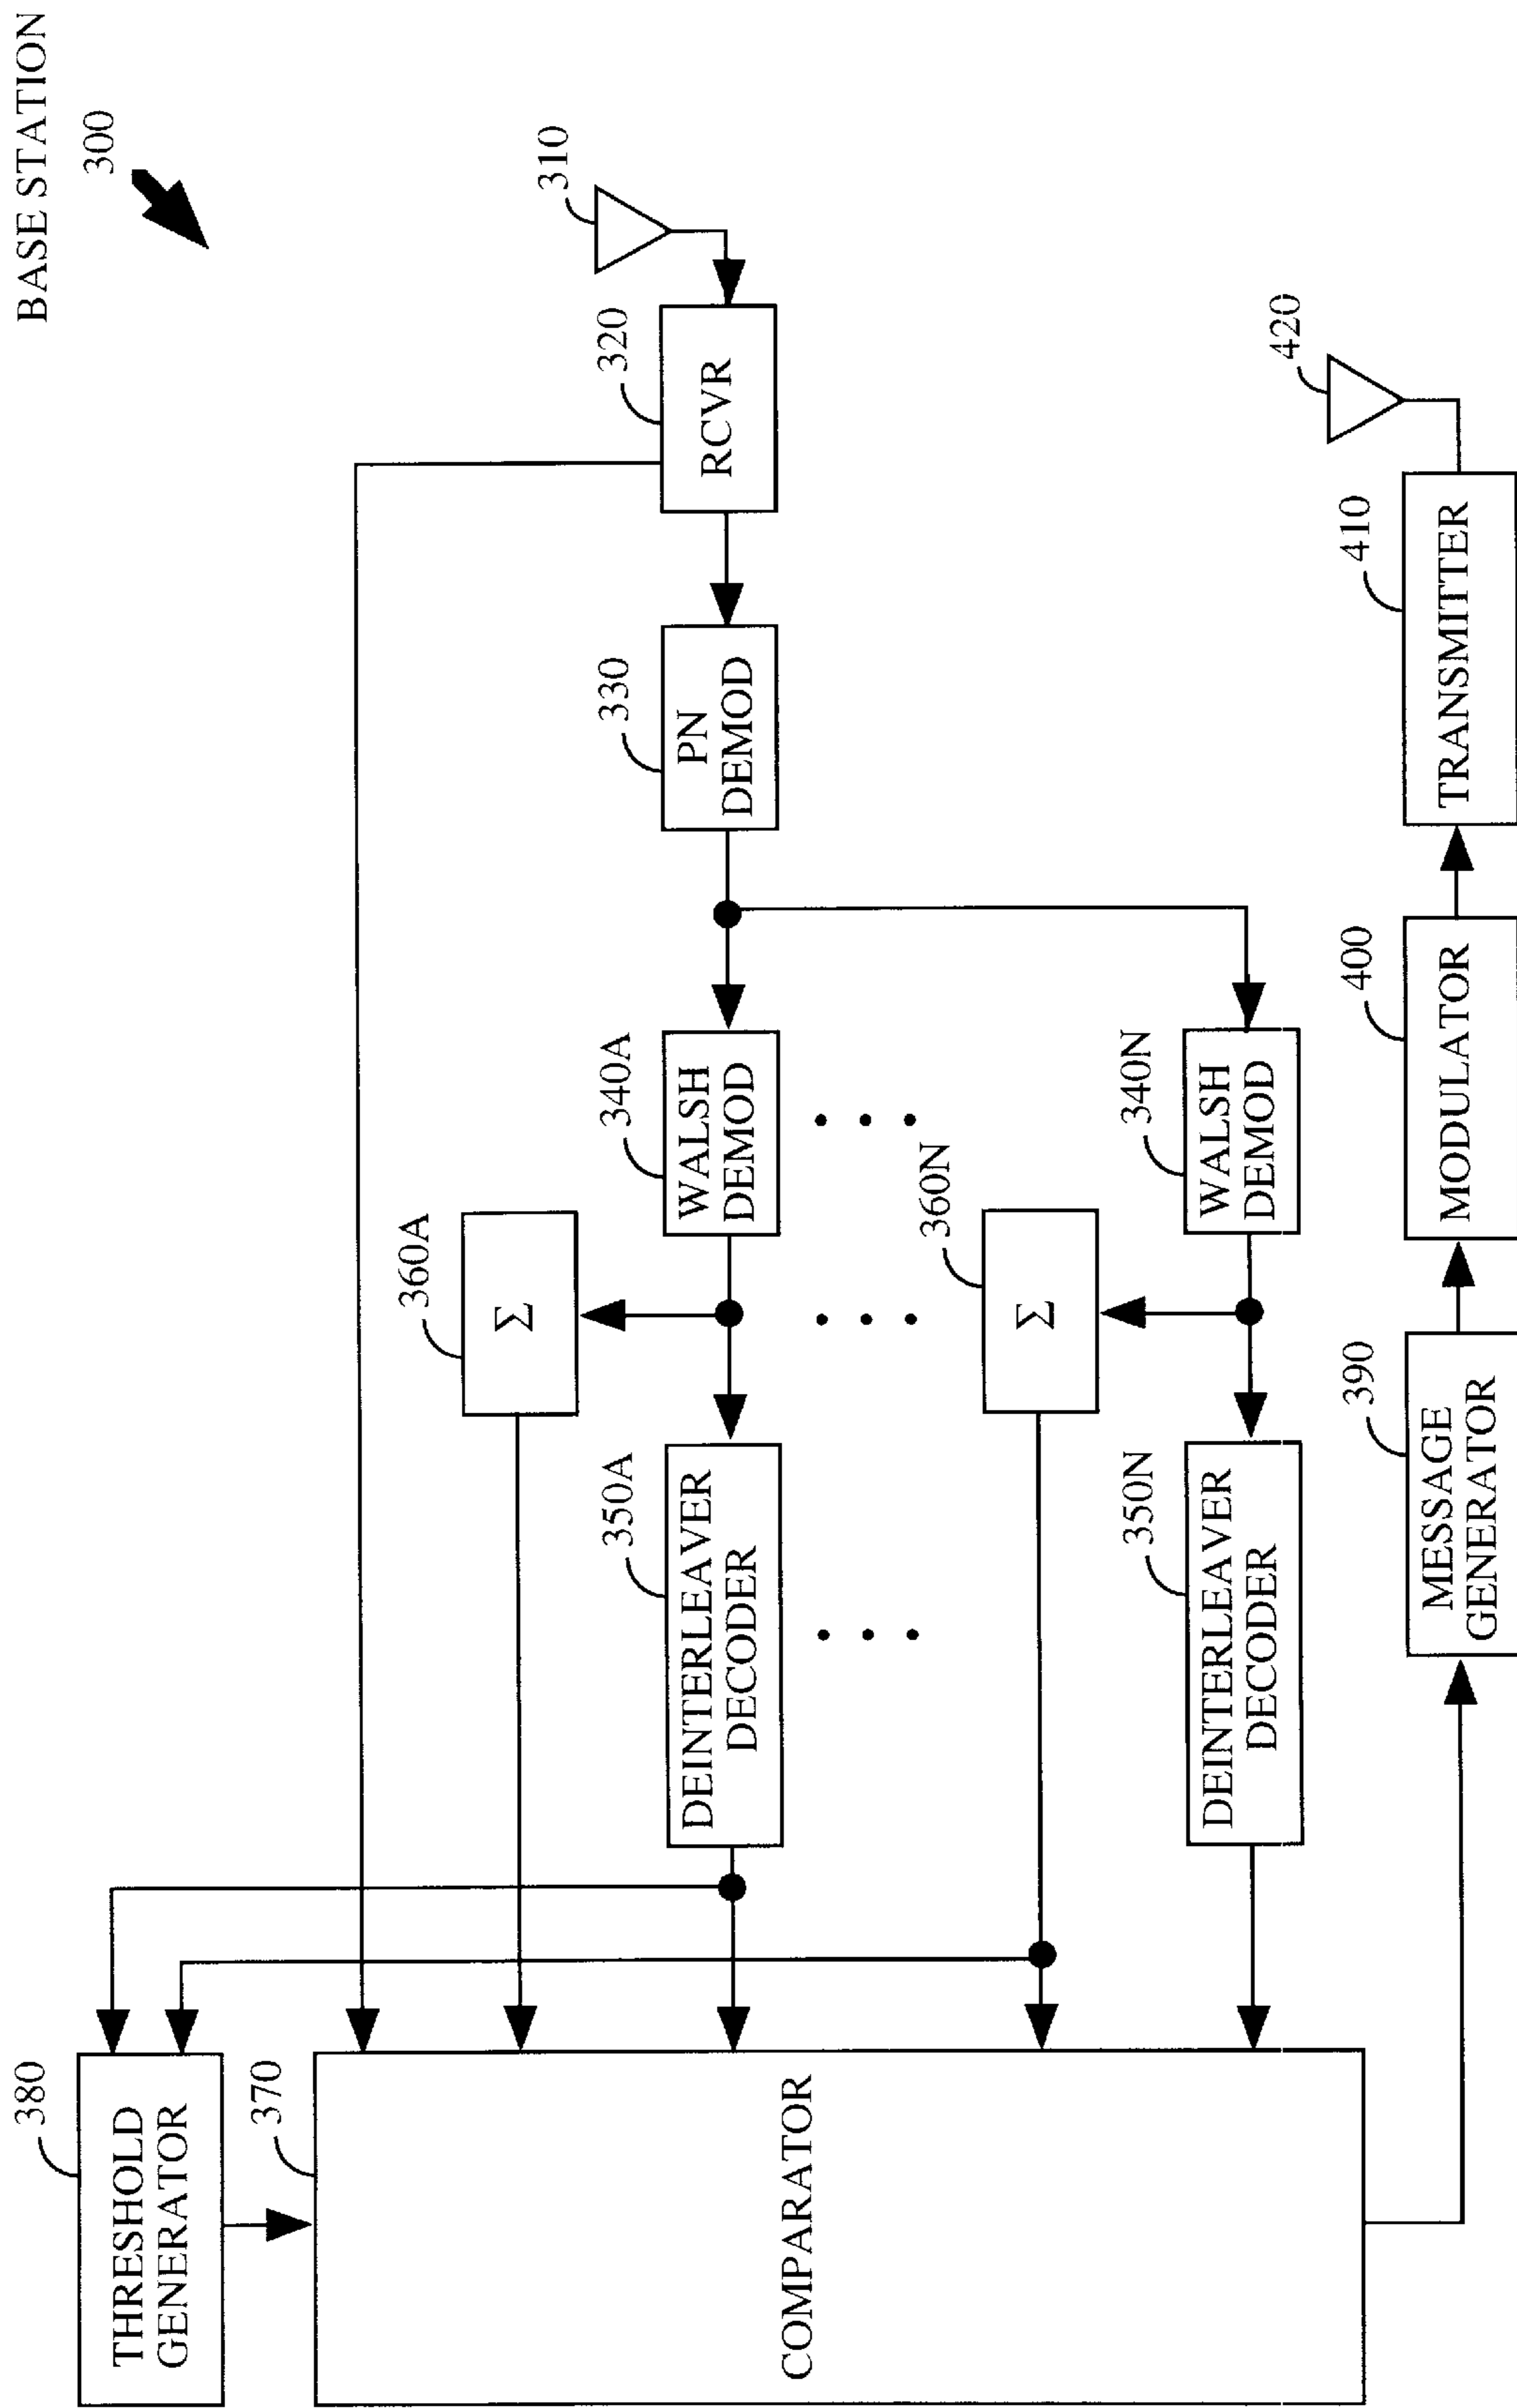 BASE STATION
300
310
RCVR
320
PN
DEMOD
330
WALSH
DEMOD
340A
Σ
360A
DEINTERLEAVER
DECODER
350A
WALSH
DEMOD
340N
Σ
360N
DEINTERLEAVER
DECODER
350N
THRESHOLD
GENERATOR
380
COMPARATOR
370
MESSAGE
GENERATOR
390
MODULATOR
400
TRANSMITTER
410
420